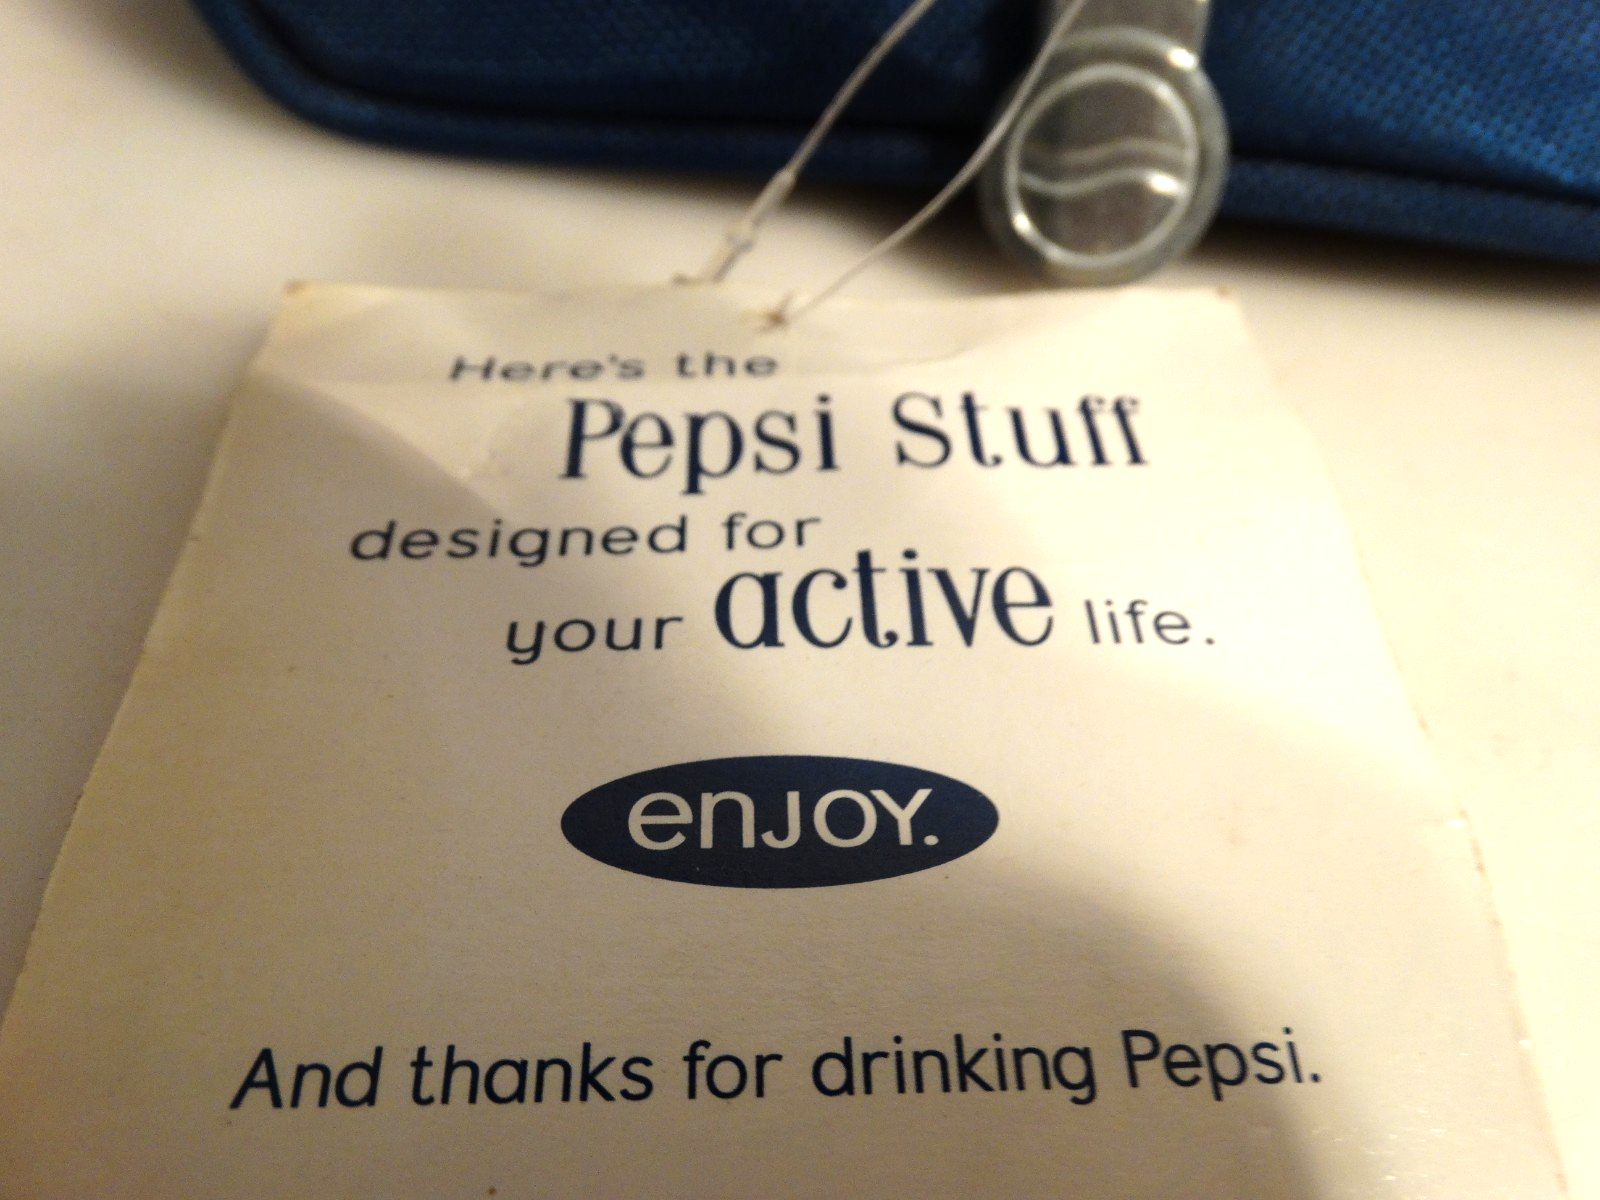 Here's the
Pepsi Stuff
designed for
your active life.
enJOY.
And thanks for drinking Pepsi.